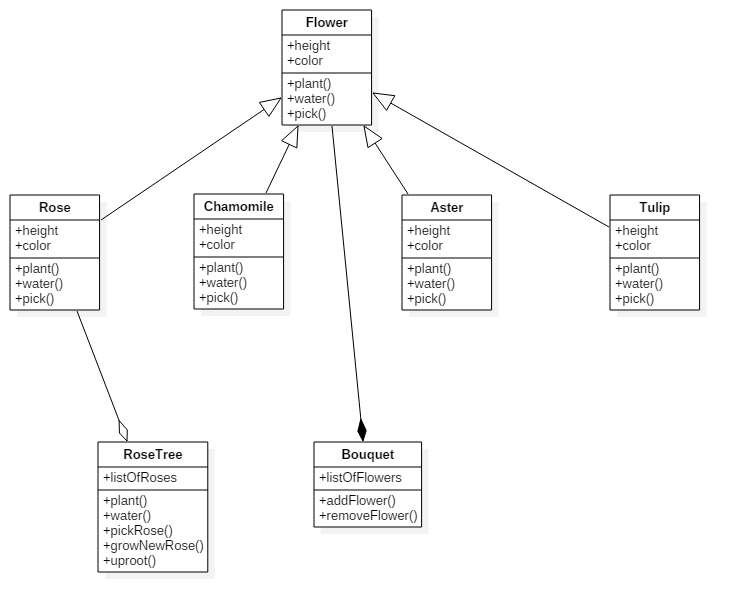 Flower
+height
+color
+plant()
+water()
+pick()
Rose
+height
+color
+plant()
+water()
+pick()
Chamomile
+height
+color
+plant()
+water()
+pick()
Aster
+height
+color
+plant()
+water()
+pick()
Tulip
+height
+color
+plant()
+water()
+pick()
RoseTree
+listOfRoses
+plant()
+water()
+pickRose()
+growNewRose()
+uproot()
Bouquet
+listOfFlowers
+addFlower()
+removeFlower()